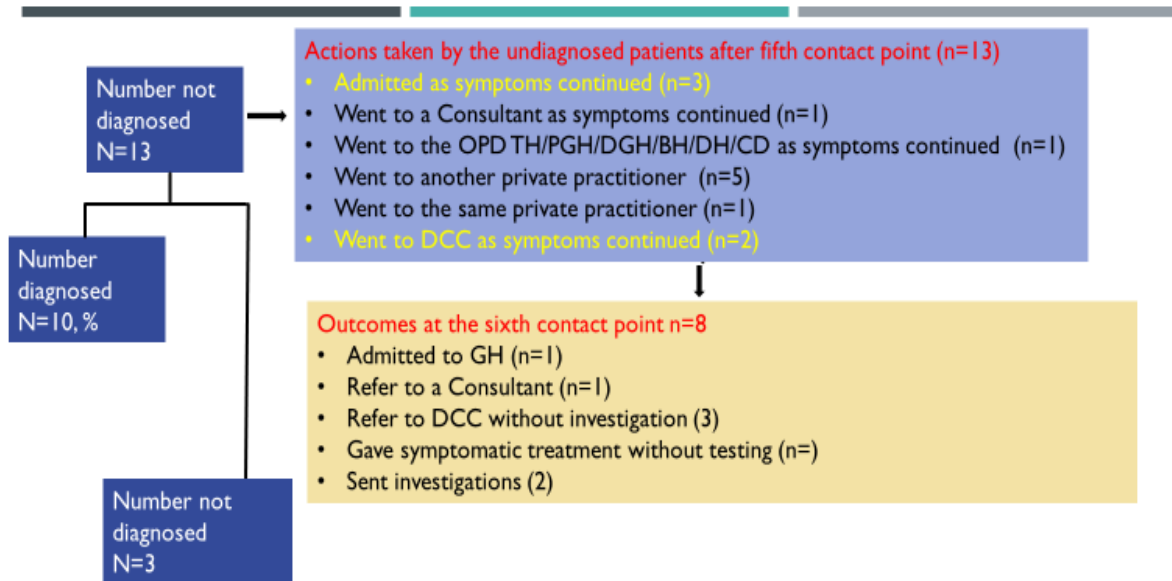 Number not
diagnosed
N=13
Actions taken by the undiagnosed patients after fifth contact point (n=13)
• Admitted as symptoms continued (n=3)
• Went to a Consultant as symptoms continued (n=1)
• Went to the OPD TH/PGH/DGH/BH/DH/CD as symptoms continued (n=1)
• Went to another private practitioner (n=5)
• Went to the same private practitioner (n=1)
• Went to DCC as symptoms continued (n=2)
Number
diagnosed
N=10, %
Outcomes at the sixth contact point n=8
• Admitted to GH (n=1)
• Refer to a Consultant (n=1)
• Refer to DCC without investigation (3)
• Gave symptomatic treatment without testing (n=)
• Sent investigations (2)
Number not
diagnosed
N=3